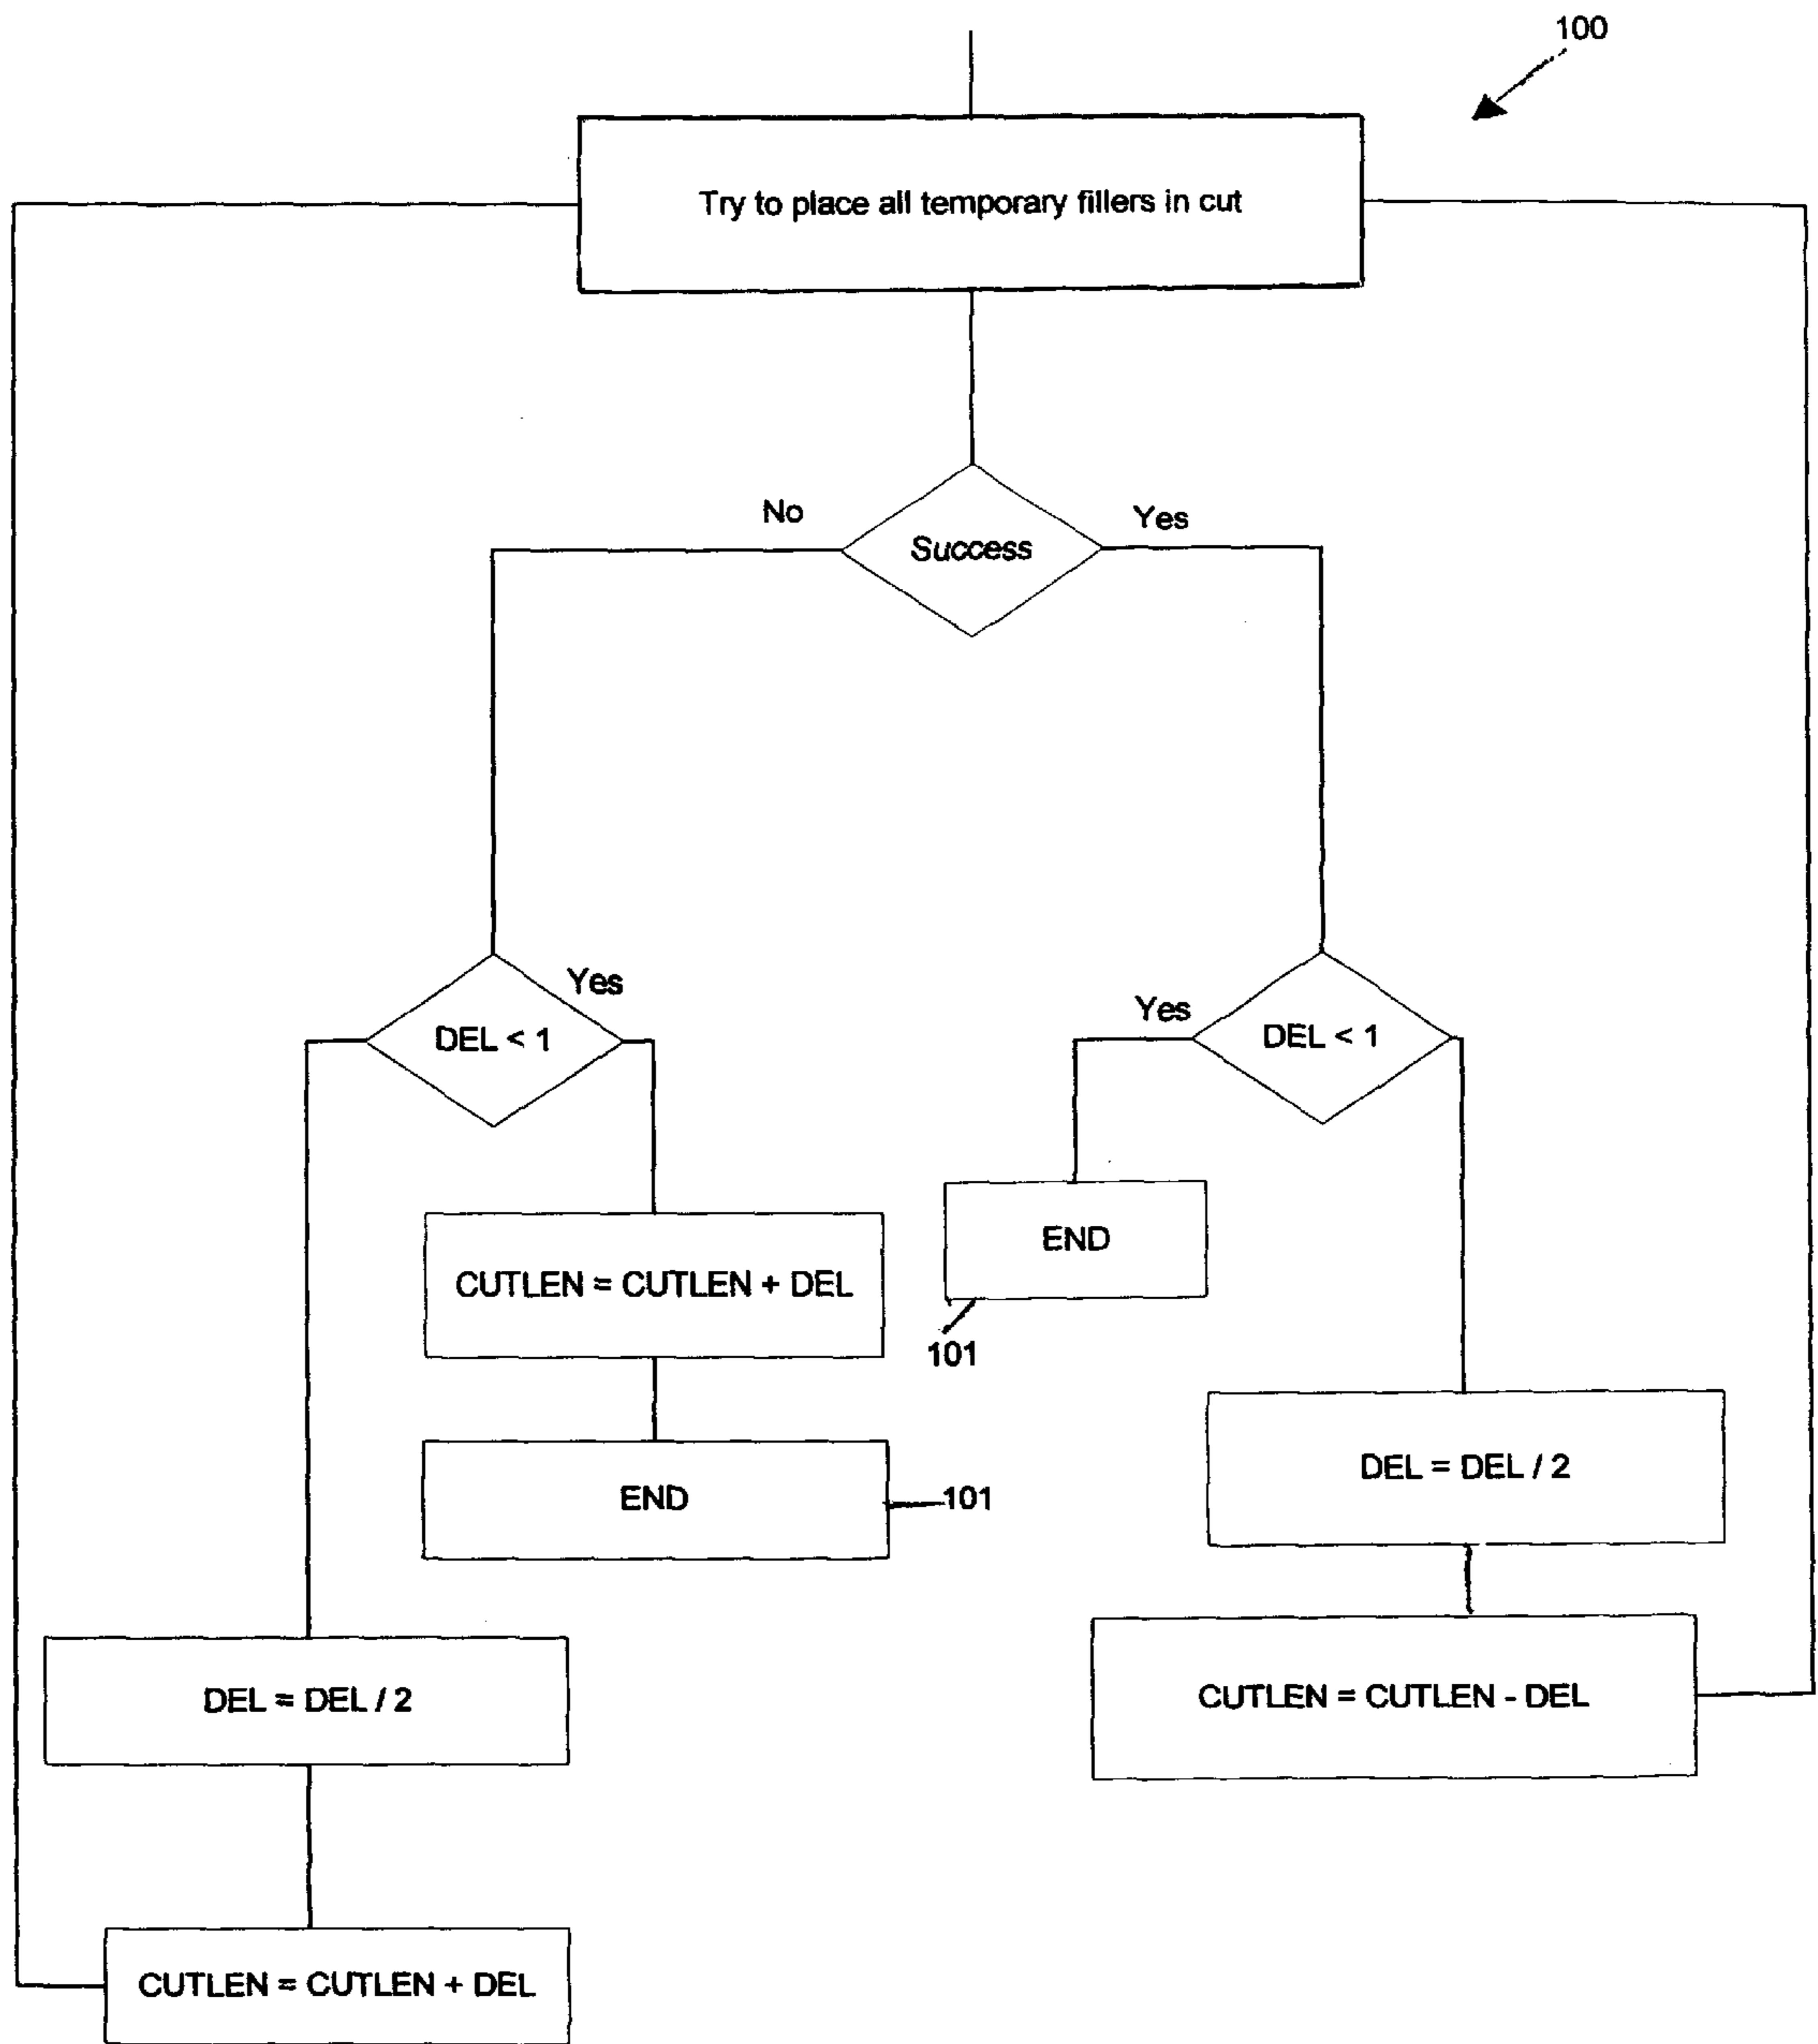 100
Try to place all temporary fillers in cut
No
Yes
Success
Yes
Yes
DEL < 1
DEL < 1
END
CUTLEN = CUTLEN + DEL
101
DEL = DEL / 2
END
101
DEL = DEL / 2
CUTLEN = CUTLEN - DEL
CUTLEN = CUTLEN + DEL